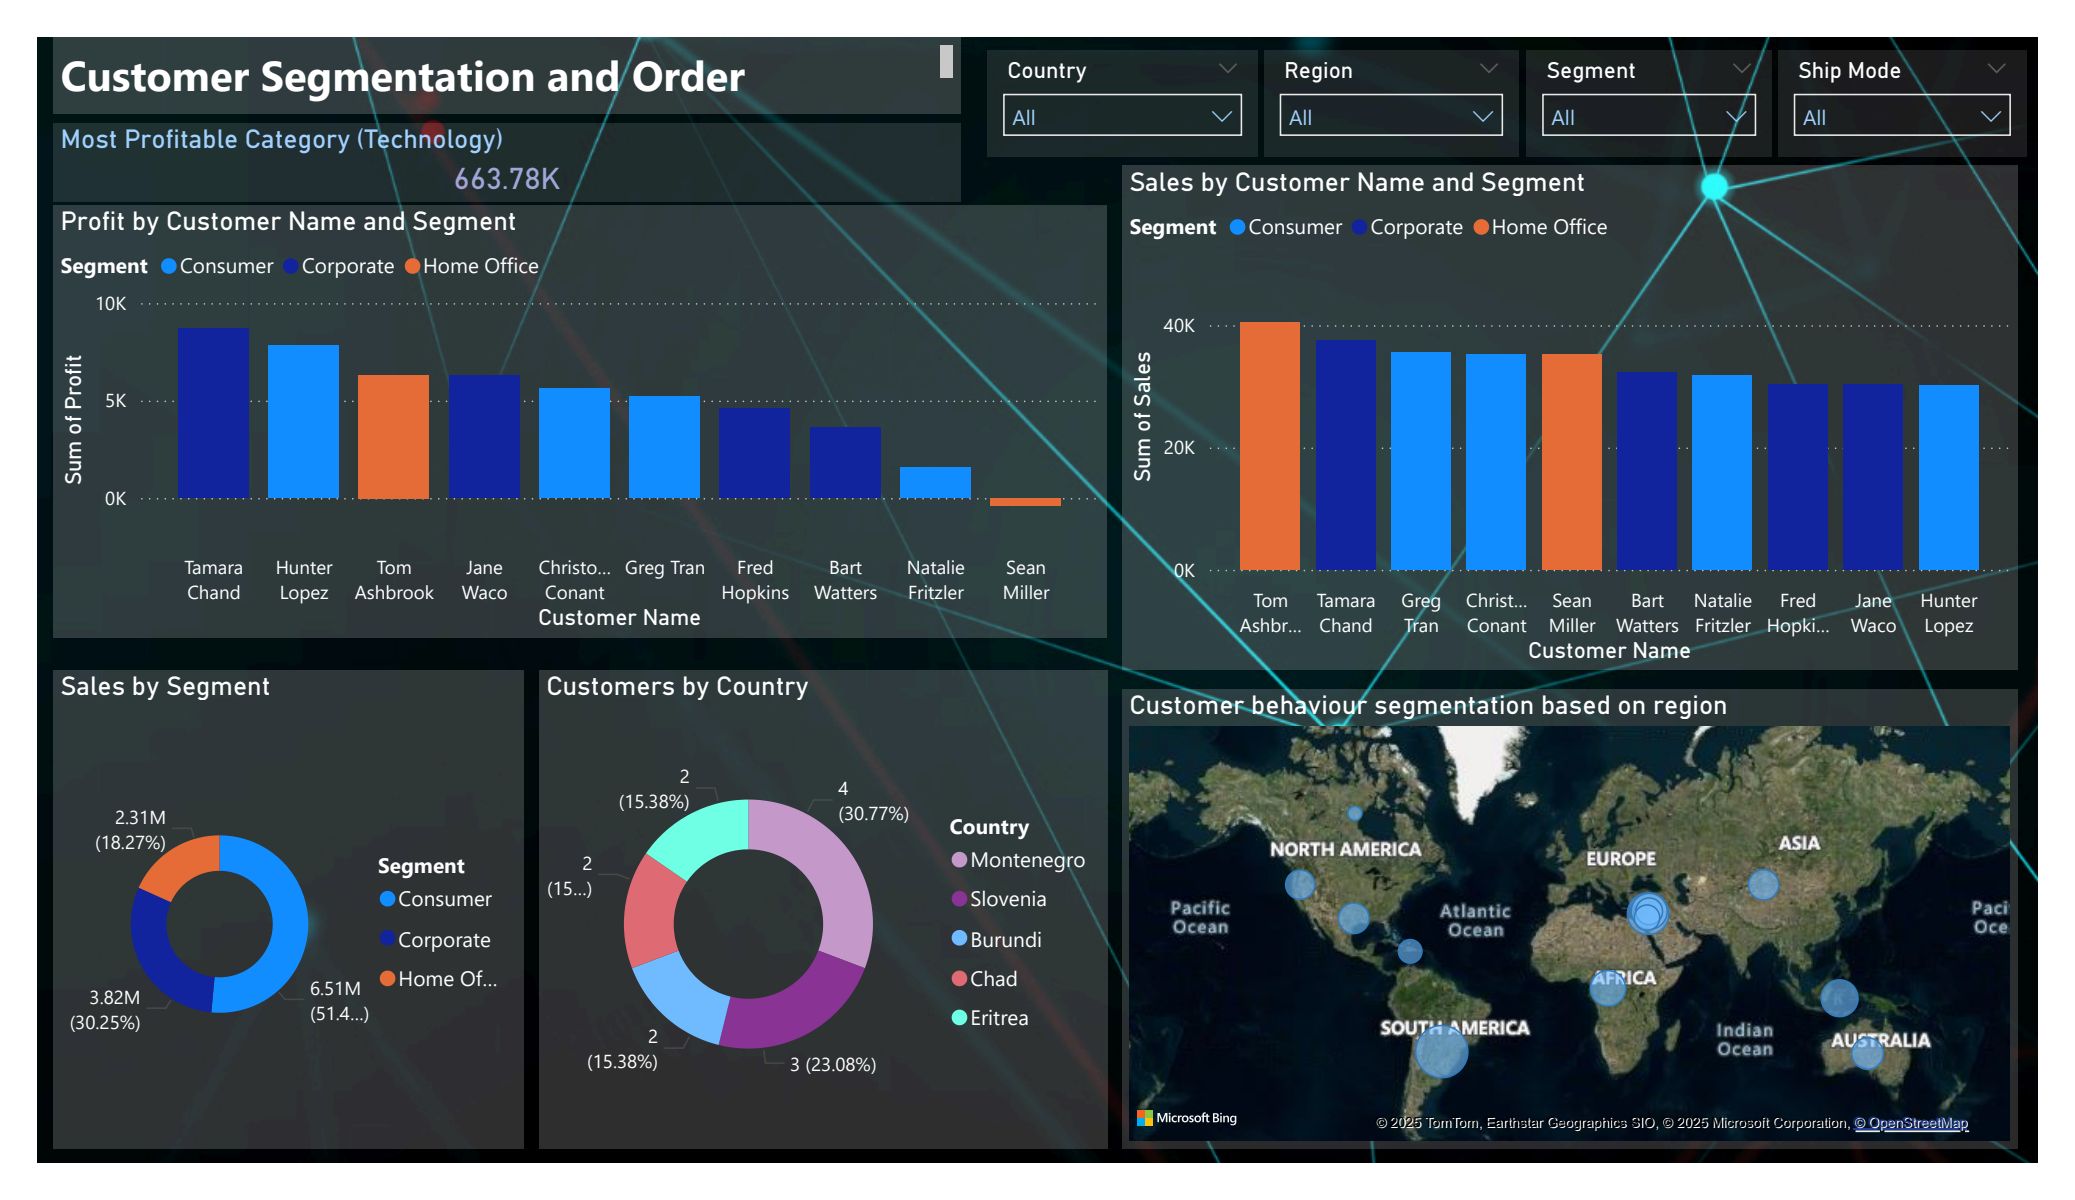 Customer Segmentation and Order
Most Profitable Category (Technology)
663.78K
Country
All
Region
All
Segment
All
Ship Mode
All
Profit by Customer Name and Segment
Segment Consumer Corporate Home Office
10K
5K
0K
Sum of Profit
Tamara Chand
Hunter Lopez
Tom Ashbrook
Jane Waco
Christo... Conant
Greg Tran
Fred Hopkins
Bart Watters
Natalie Fritzler
Sean Miller
Customer Name
Sales by Customer Name and Segment
Segment Consumer Corporate Home Office
40K
20K
0K
Sum of Sales
Tom Ashbr...
Tamara Chand
Greg Tran
Christ... Conant
Sean Miller
Bart Watters
Natalie Fritzler
Fred Hopki...
Jane Waco
Hunter Lopez
Customer Name
Sales by Segment
2.31M
(18.27%)
3.82M
(30.25%)
6.51M
(51.4...)
Segment
Consumer
Corporate
Home Of...
Customers by Country
2
(15.38%)
4
(30.77%)
2
(15...)
2
(15.38%)
3 (23.08%)
Country
Montenegro
Slovenia
Burundi
Chad
Eritrea
Customer behaviour segmentation based on region
NORTH AMERICA
EUROPE
ASIA
Pacific
Ocean
Atlantic
Ocean
Paci
Oce
AFRICA
SOUTH AMERICA
Indian
Ocean
AUSTRALIA
Microsoft Bing
© 2025 TomTom, Earthstar Geographics SIO, © 2025 Microsoft Corporation, © OpenStreetMap